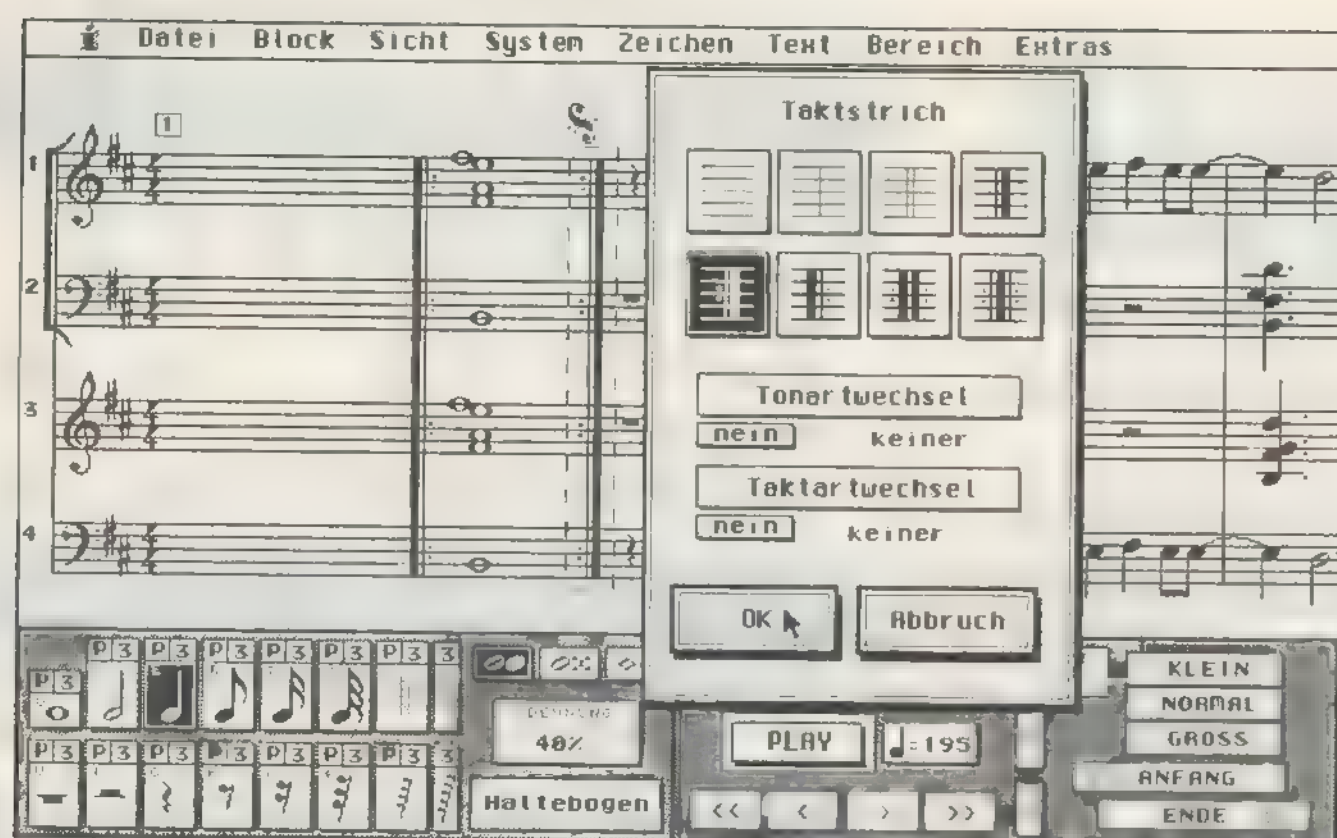 Datei Block Sicht System Zeichen Text Bereich Extras
Taktstrich
1
1
2
3
4
Tonartwechsel
nein keiner
Taktartwechsel
nein keiner
OK Abbruch
P 3 P 3 P 3 P 3 P 3 P 3 3
P 3
P 3 P 3 P 3 P 3 P 3 P 3 P 3 3
DEHNUNG
40%
Haltebogen
PLAY =195
<< < > >>
KLEIN
NORMAL
GROSS
ANFANG
ENDE